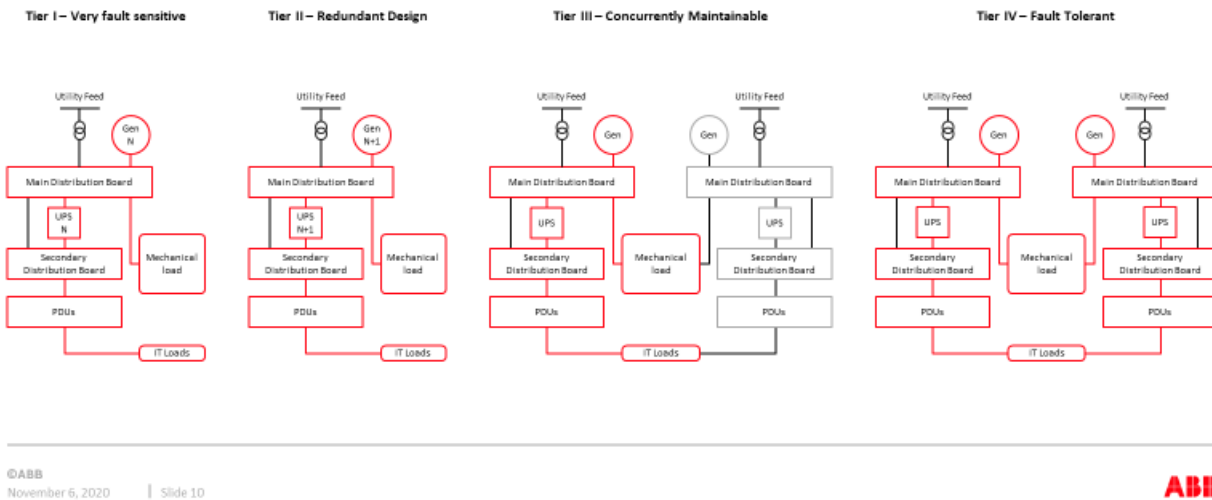 Tier I – Very fault sensitive
Tier II – Redundant Design
Tier III – Concurrently Maintainable
Tier IV – Fault Tolerant
Utility Feed
Gen
N
Main Distribution Board
UPS
N
Secondary
Distribution Board
Mechanical
load
PDUs
IT Loads
Utility Feed
Gen
N+1
Main Distribution Board
UPS
N+1
Secondary
Distribution Board
Mechanical
load
PDUs
IT Loads
Utility Feed
Gen
Gen
Utility Feed
Main Distribution Board
Main Distribution Board
UPS
UPS
Secondary
Distribution Board
Mechanical
load
Secondary
Distribution Board
PDUs
PDUs
IT Loads
Utility Feed
Gen
Gen
Utility Feed
Main Distribution Board
Main Distribution Board
UPS
UPS
Secondary
Distribution Board
Mechanical
load
Secondary
Distribution Board
PDUs
PDUs
IT Loads
©ABB
November 6, 2020 | Slide 10
ABB